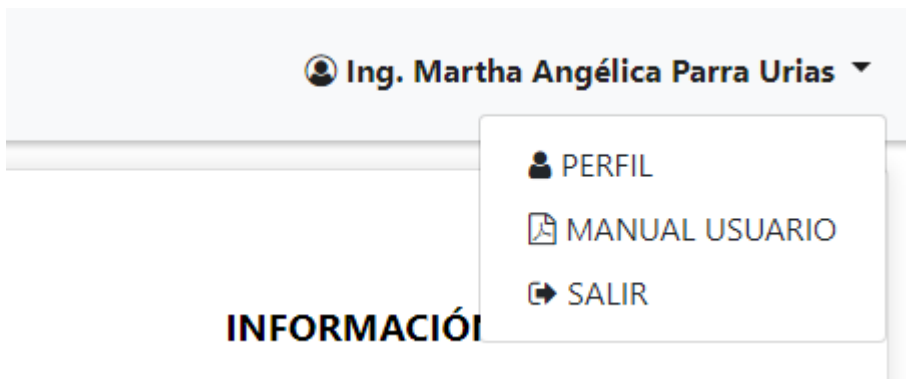 Ing. Martha Angélica Parra Urias
PERFIL
MANUAL USUARIO
SALIR
INFORMACIÓ